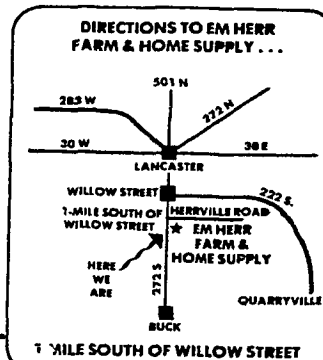 DIRECTIONS TO EM HERR
FARM & HOME SUPPLY . . .
501 N
283 W
272 N
30 W
30 E
LANCASTER
WILLOW STREET
222 S.
1-MILE SOUTH OF
WILLOW STREET
HERRVILLE ROAD
EM HERR
FARM &
HOME SUPPLY
HERE
WE
ARE
272 S
QUARRYVILLE
BUCK
1 MILE SOUTH OF WILLOW STREET